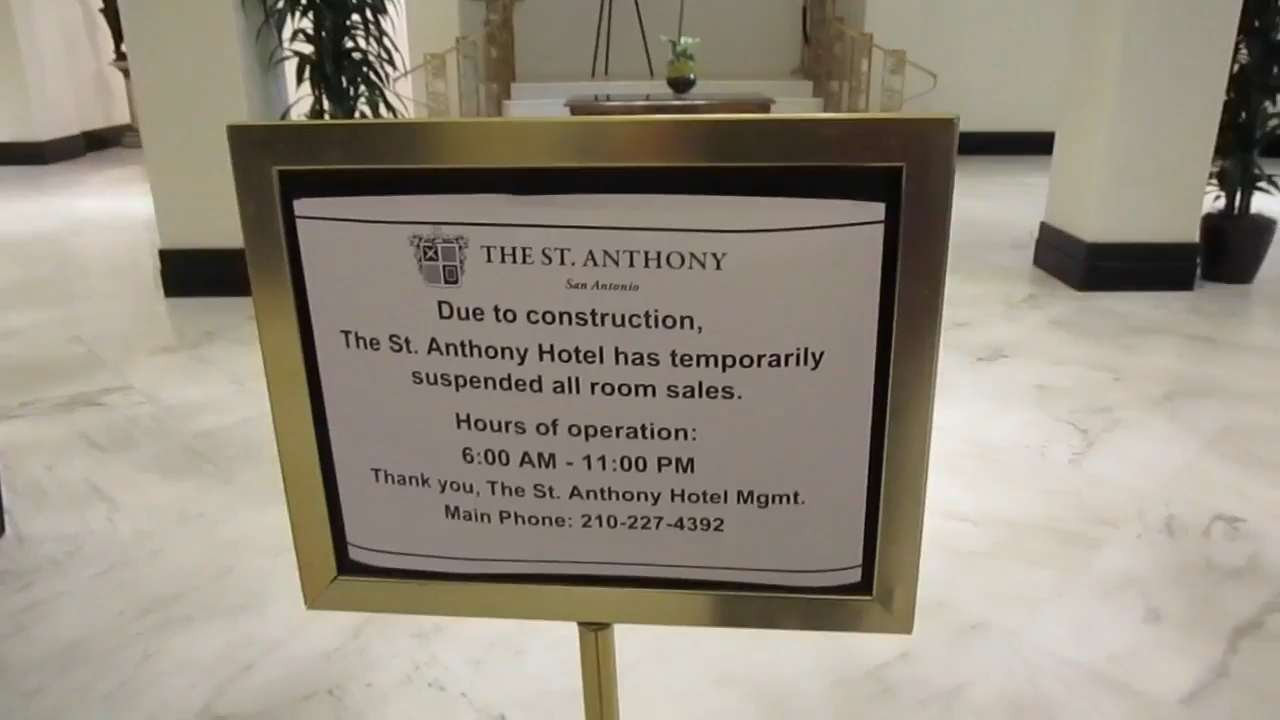 THE ST. ANTHONY
San Antonio
Due to construction,
The St. Anthony Hotel has temporarily
suspended all room sales.
Hours of operation:
6:00 AM - 11:00 PM
Thank you, The St. Anthony Hotel Mgmt.
Main Phone: 210-227-4392